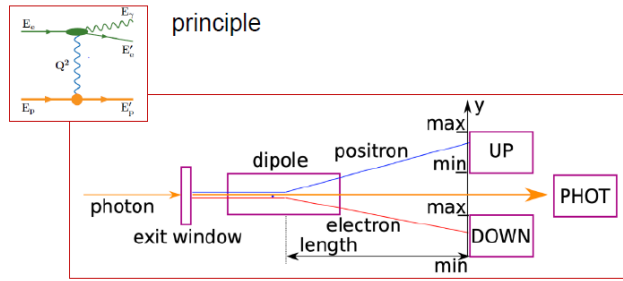 principle
E_e
E_γ
E'_e
Q²
E_p
E'_p
y
max
UP
dipole
positron
min
photon
PHOT
max
electron
DOWN
exit window
length
min